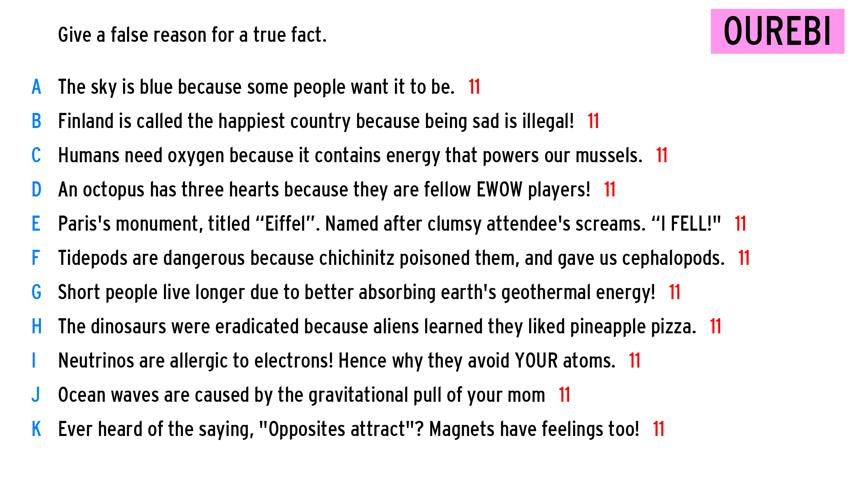 Give a false reason for a true fact.
OUREBI
A The sky is blue because some people want it to be. 11
B Finland is called the happiest country because being sad is illegal! 11
C Humans need oxygen because it contains energy that powers our mussels. 11
D An octopus has three hearts because they are fellow EWOW players! 11
E Paris's monument, titled “Eiffel”. Named after clumsy attendee's screams. “I FELL!" 11
F Tidepods are dangerous because chichinitz poisoned them, and gave us cephalopods. 11
G Short people live longer due to better absorbing earth's geothermal energy! 11
H The dinosaurs were eradicated because aliens learned they liked pineapple pizza. 11
I Neutrinos are allergic to electrons! Hence why they avoid YOUR atoms. 11
J Ocean waves are caused by the gravitational pull of your mom 11
K Ever heard of the saying, "Opposites attract"? Magnets have feelings too! 11